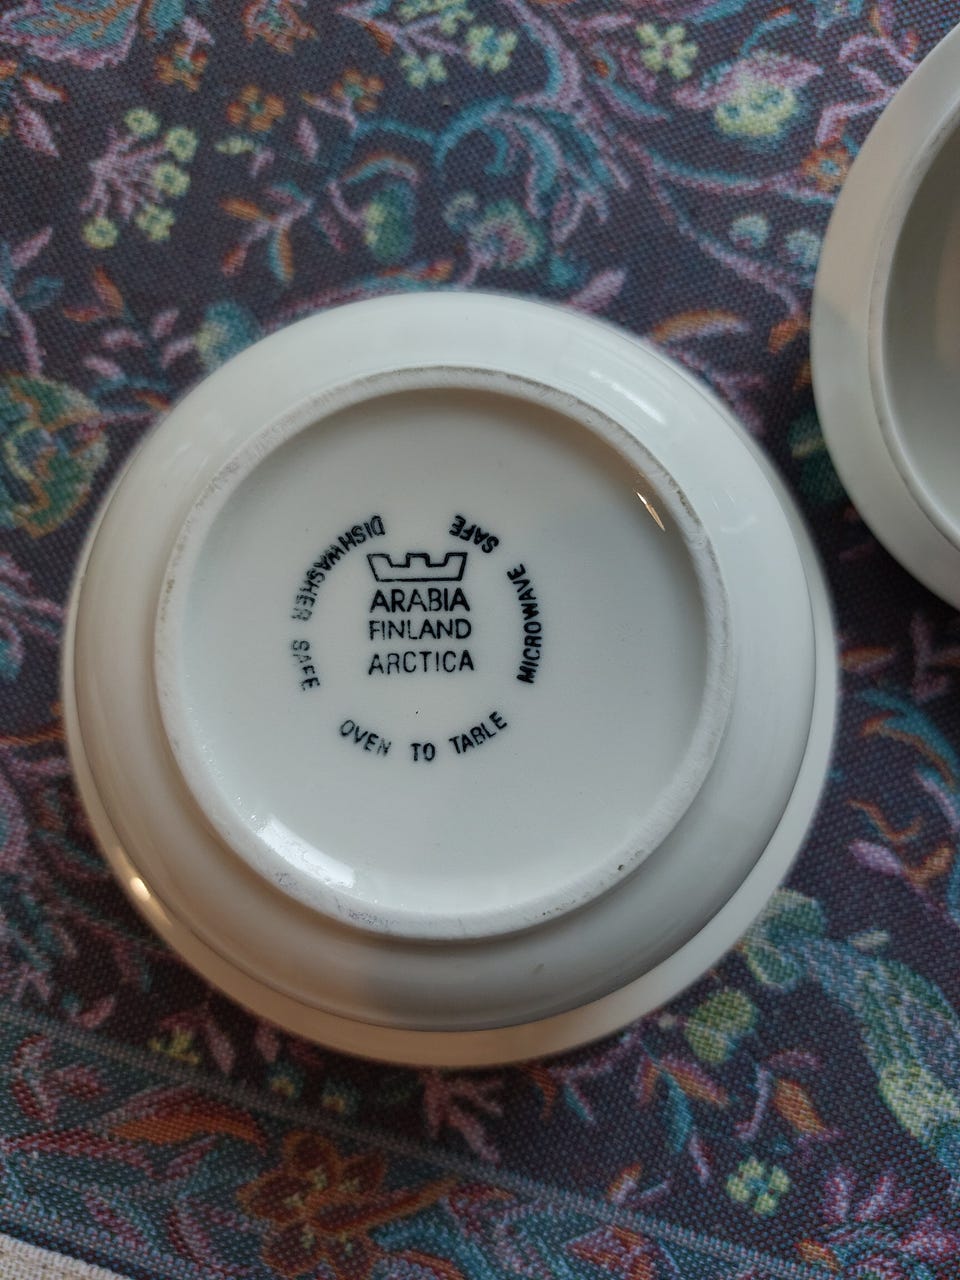 ARABIA
FINLAND
ARCTICA
DISHWASHER SAFE
OVEN TO TABLE
MICROWAVE SAFE